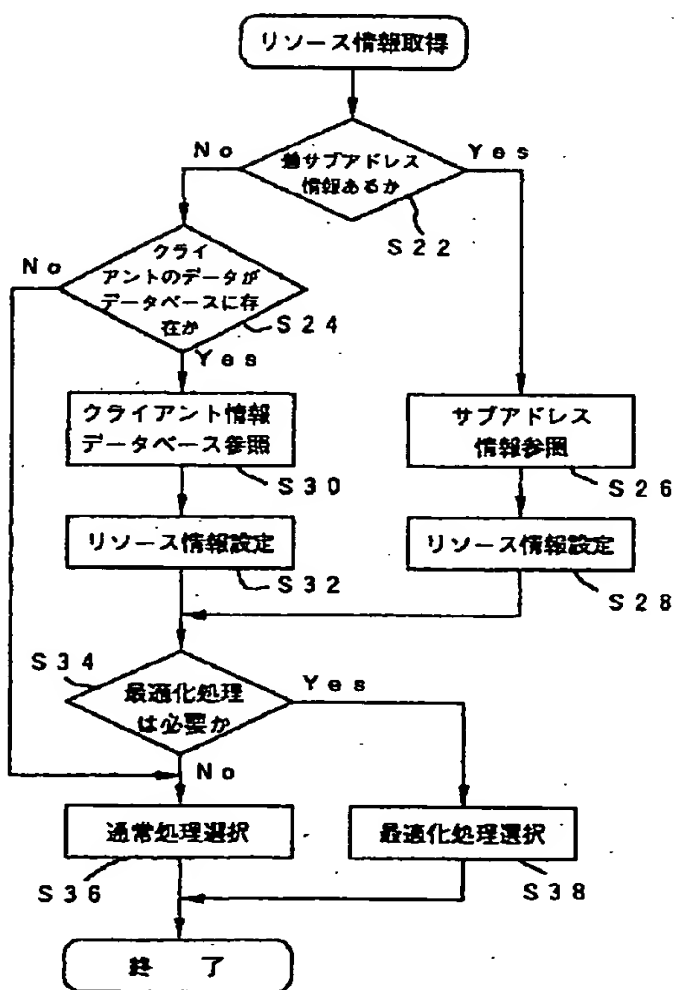 リソース情報取得
No
Yes
サブアドレス
情報あるか
S22
No
クライ
アントのデータが
データベースに存
在か
S24
Yes
クライアント情報
データベース参照
S30
サブアドレス
情報参照
S26
リソース情報設定
S32
リソース情報設定
S28
S34
最適化処理
は必要か
Yes
No
通常処理選択
S36
最適化処理選択
S38
終 了